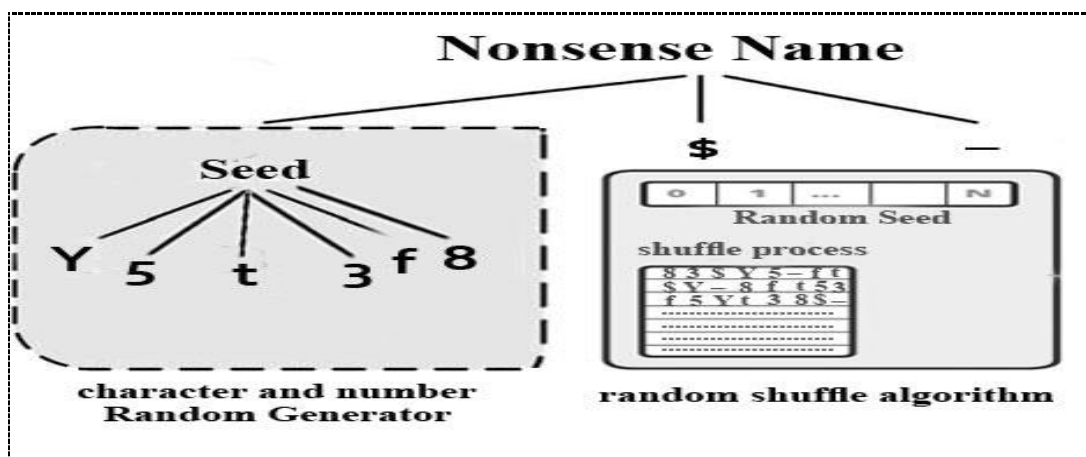 Nonsense Name
$ –
Seed
Y 5 t 3 f 8
0 1 ... N
Random Seed
shuffle process
8 3 $ Y 5 – f t
$ Y – 8 f t 5 3
f 5 Y t 3 8 $ –
character and number
Random Generator
random shuffle algorithm